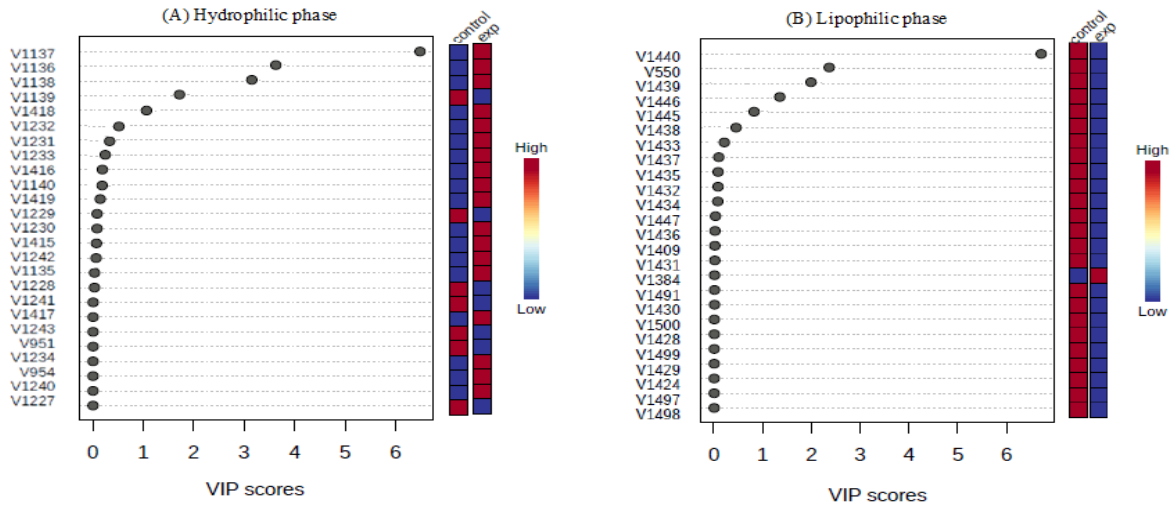 (A) Hydrophilic phase
control
exp
V1137
V1136
V1138
V1139
V1418
V1232
V1231
V1233
V1416
V1140
V1419
V1229
V1230
V1415
V1242
V1135
V1228
V1241
V1417
V1243
V951
V1234
V954
V1240
V1227
High
Low
0 1 2 3 4 5 6
VIP scores
(B) Lipophilic phase
control
exp
V1440
V550
V1439
V1446
V1445
V1438
V1433
V1437
V1435
V1432
V1434
V1447
V1436
V1409
V1431
V1384
V1491
V1430
V1500
V1428
V1499
V1429
V1424
V1497
V1498
High
Low
0 1 2 3 4 5 6
VIP scores